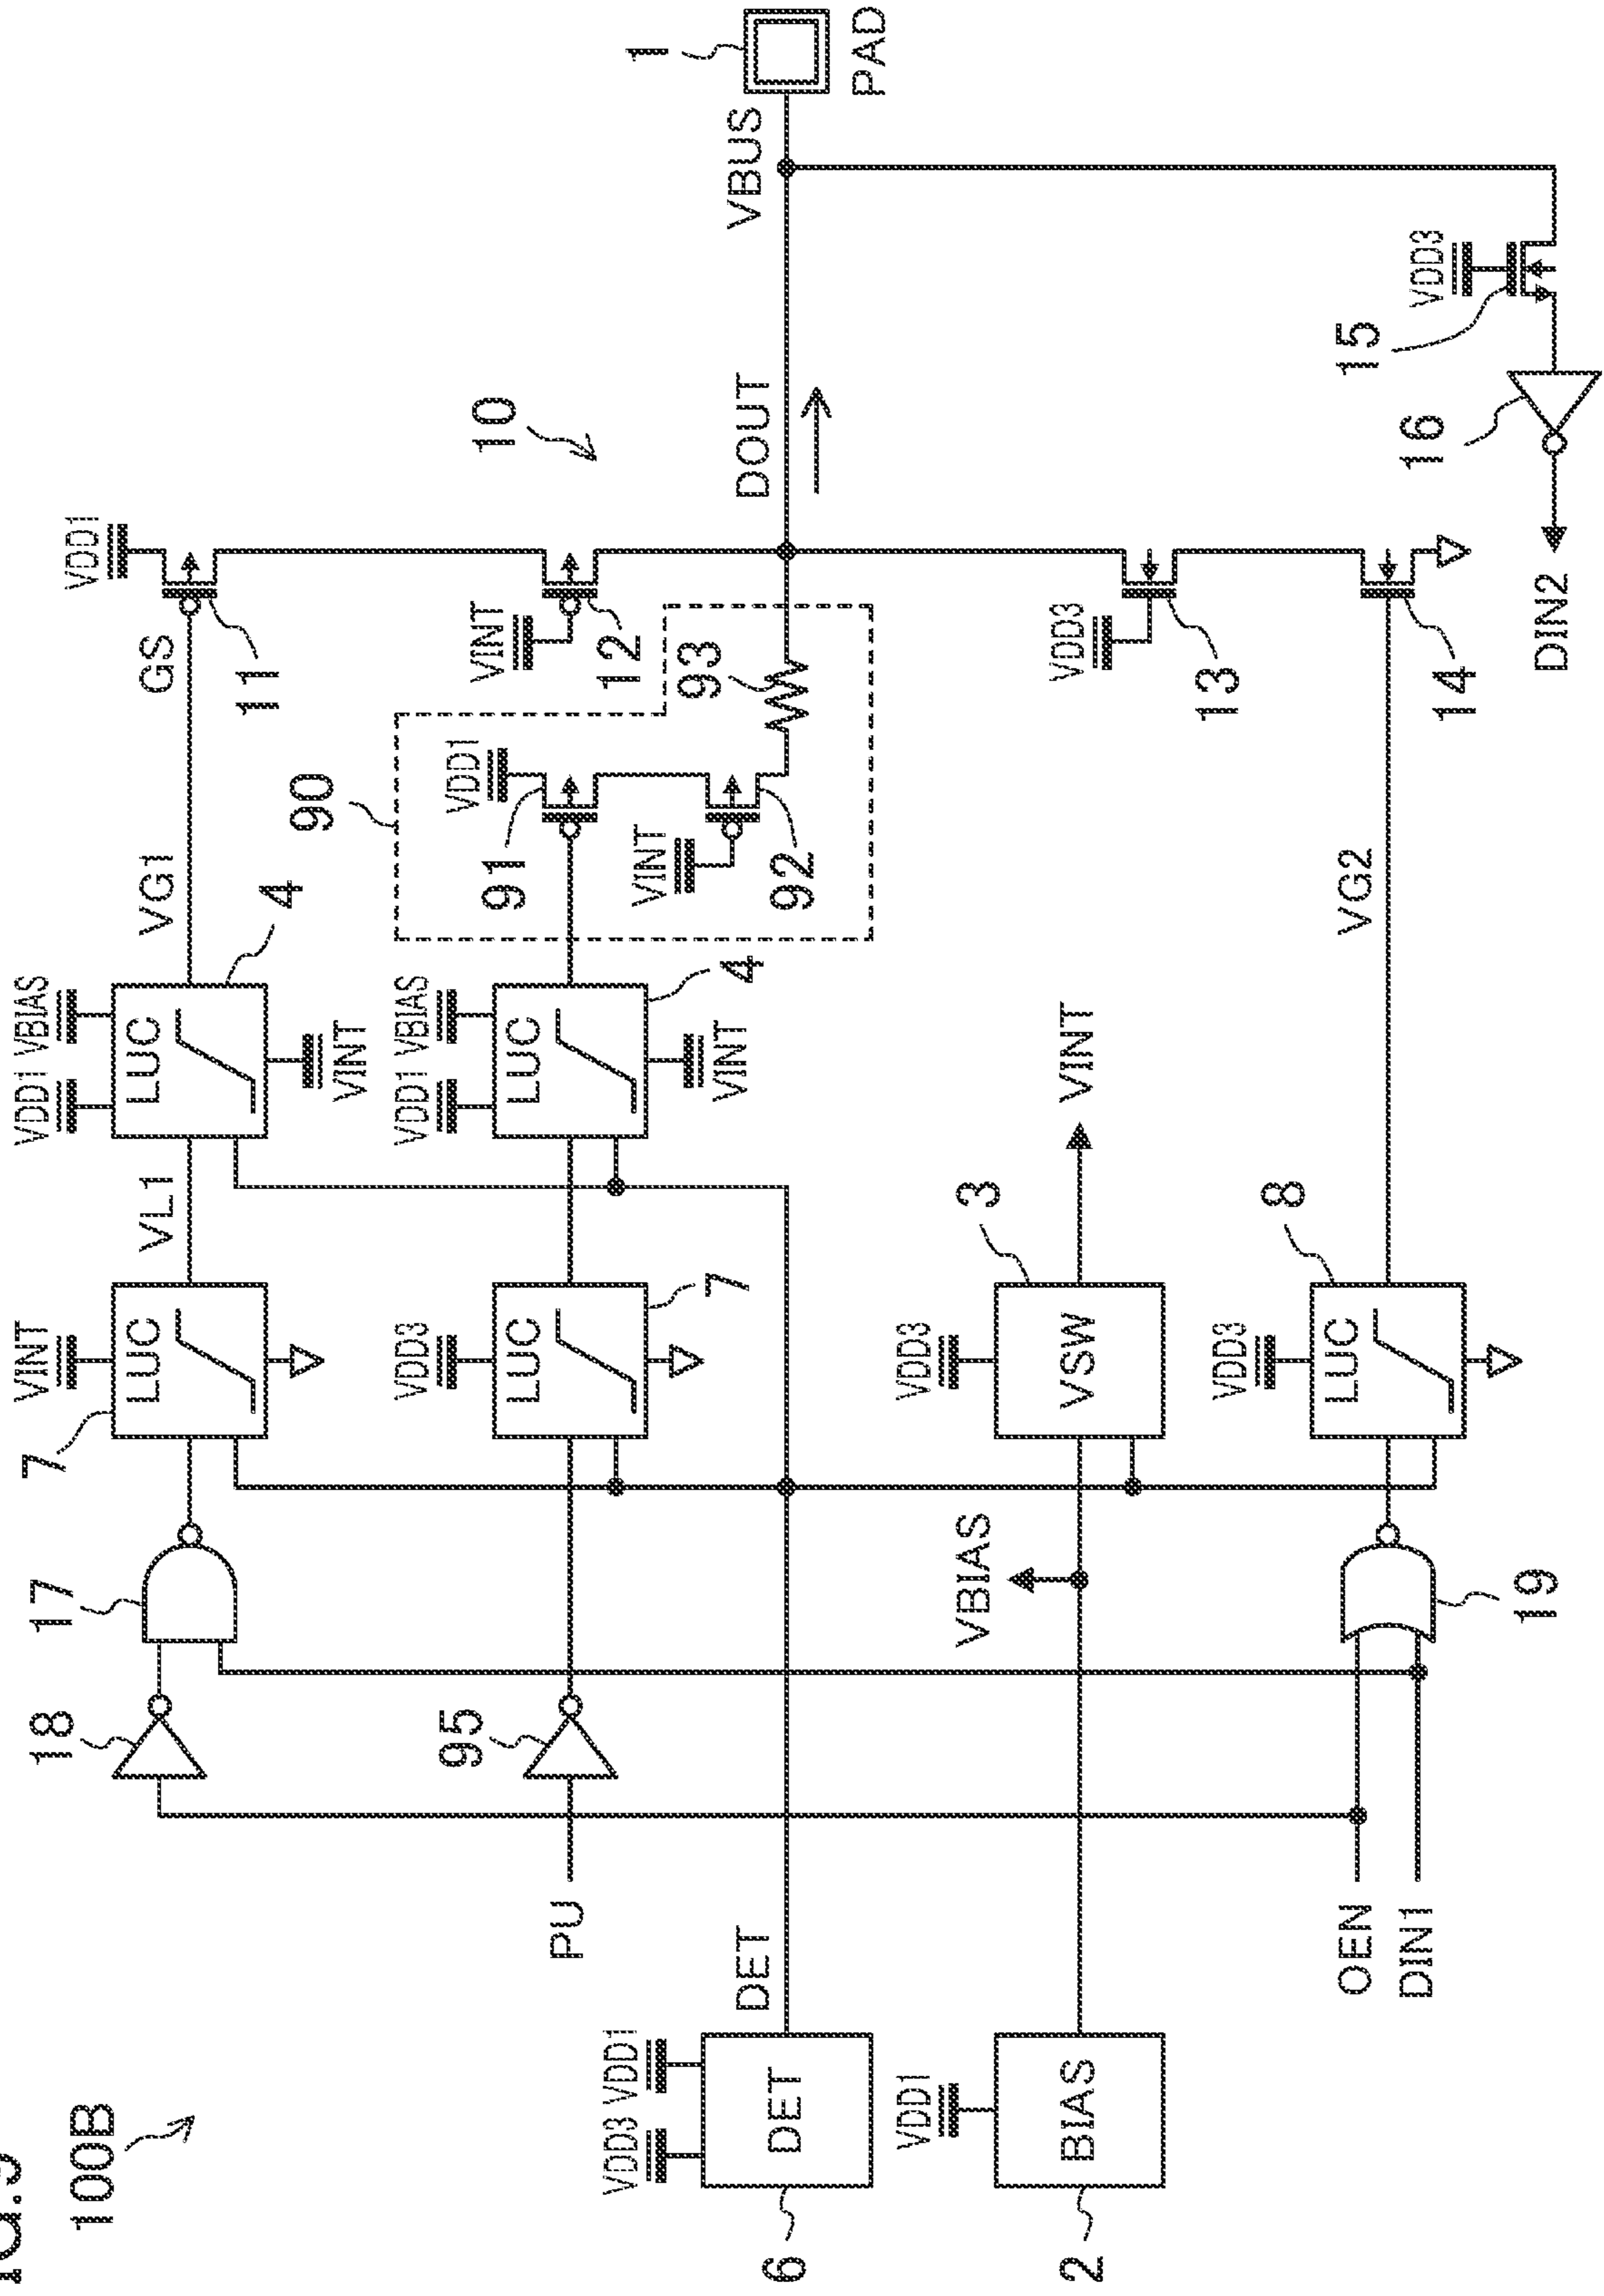 100B
18
17
7
VINT
LUC
VL1
VDD1 VBIAS
LUC
4
VINT
VG1
GS
VDD1
11
10
PU
95
VDD3
LUC
7
VDD1 VBIAS
LUC
4
VINT
90
VDD1
91
VINT
92
93
VINT
12
DOUT
VBUS
1
PAD
VDD3 VDD1
DET
6
DET
VDD1
BIAS
2
VBIAS
VDD3
VSW
3
VINT
VDD3
13
OEN
DIN1
19
VDD3
LUC
8
VG2
14
VDD3
15
16
DIN2